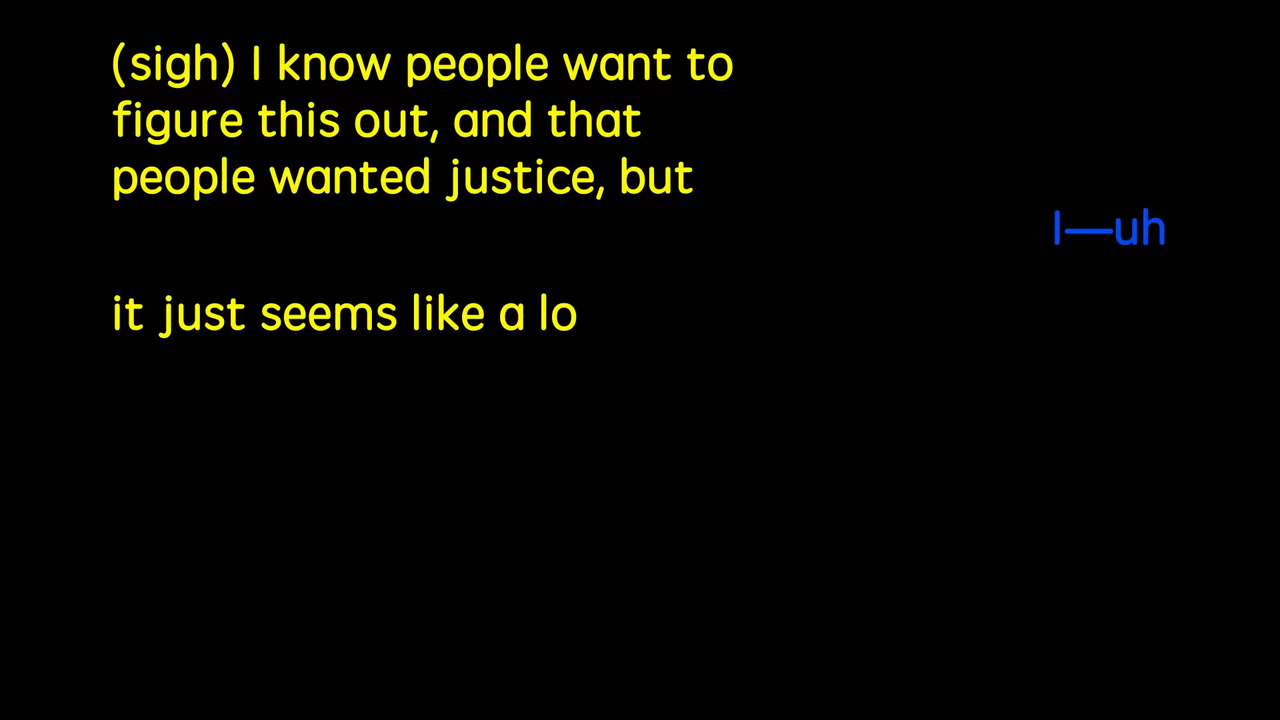 (sigh) I know people want to
figure this out, and that
people wanted justice, but
I—uh
it just seems like a lo